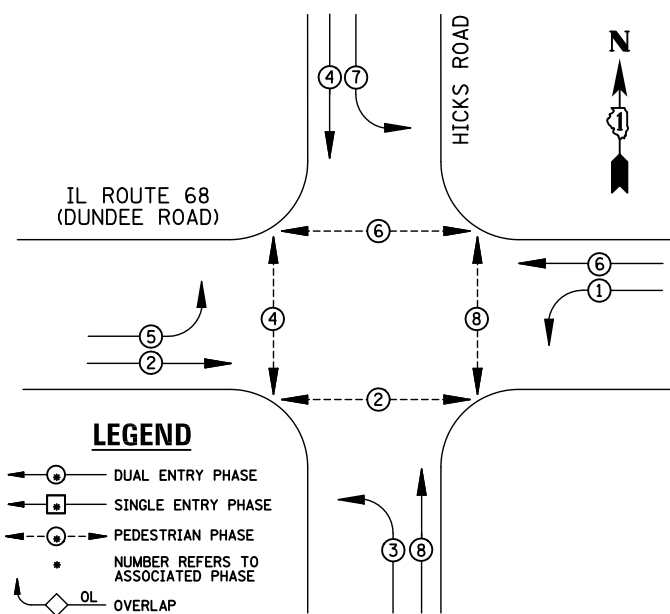 4 7
HICKS ROAD
N
1
IL ROUTE 68
(DUNDEE ROAD)
6
6
1
5
4
8
2
2
LEGEND
* DUAL ENTRY PHASE
* SINGLE ENTRY PHASE
* PEDESTRIAN PHASE
* NUMBER REFERS TO
ASSOCIATED PHASE
OL OVERLAP
3 8